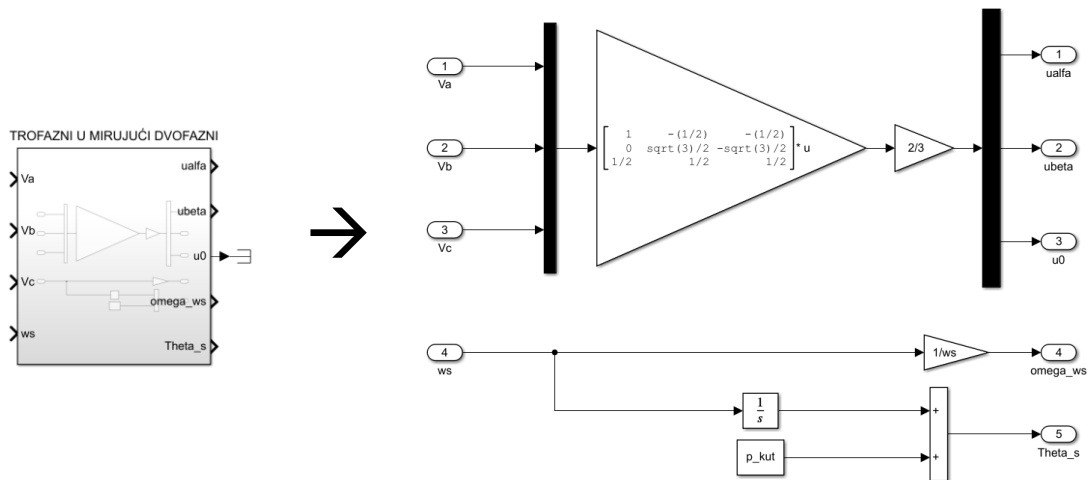 TROFAZNI U MIRUJUĆI DVOFAZNI
Va
Vb
Vc
ws
ualfa
ubeta
u0
omega_ws
Theta_s
1
Va
2
Vb
3
Vc
1 -(1/2) -(1/2)
0 sqrt(3)/2 -sqrt(3)/2 * u
1/2 1/2 1/2
2/3
1
ualfa
2
ubeta
3
u0
4
ws
1/ws
4
omega_ws
1
s
+
p_kut
+
5
Theta_s